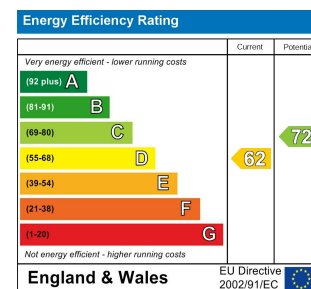 Energy Efficiency Rating
Current Potentia
Very energy efficient - lower running costs
(92 plus) A
(81-91) B
(69-80) C
72
(55-68) D
62
(39-54) E
(21-38) F
(1-20) G
Not energy efficient - higher running costs
England & Wales
EU Directive
2002/91/EC